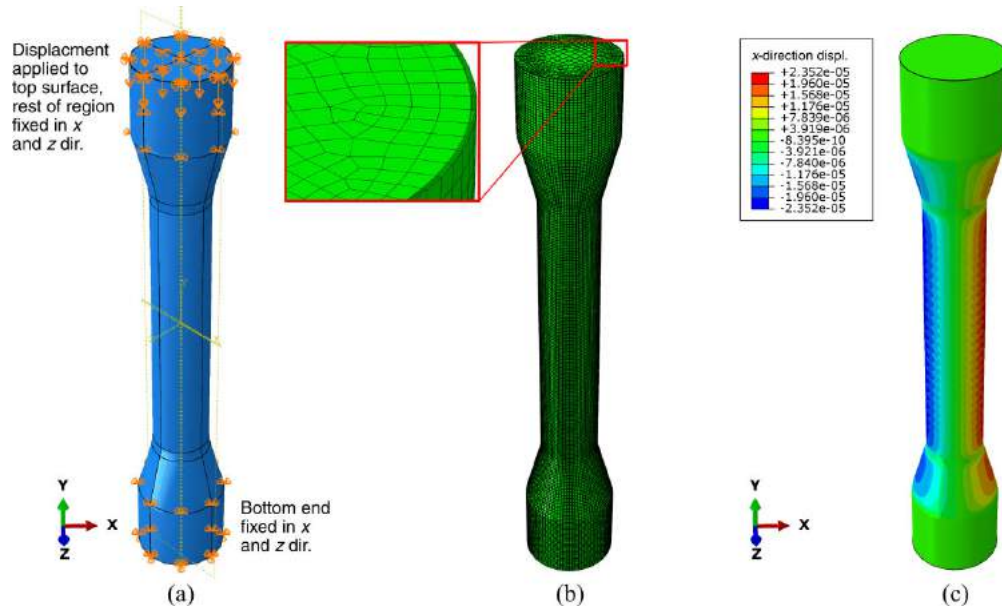 Displacment
applied to
top surface,
rest of region
fixed in x
and z dir.
Bottom end
fixed in x
and z dir.
Y
X
Z
(a)
(b)
x-direction displ.
+2.352e-05
+1.960e-05
+1.568e-05
+1.176e-05
+7.839e-06
+3.919e-06
-8.395e-10
-3.921e-06
-7.840e-06
-1.176e-05
-1.568e-05
-1.960e-05
-2.352e-05
Y
X
Z
(c)